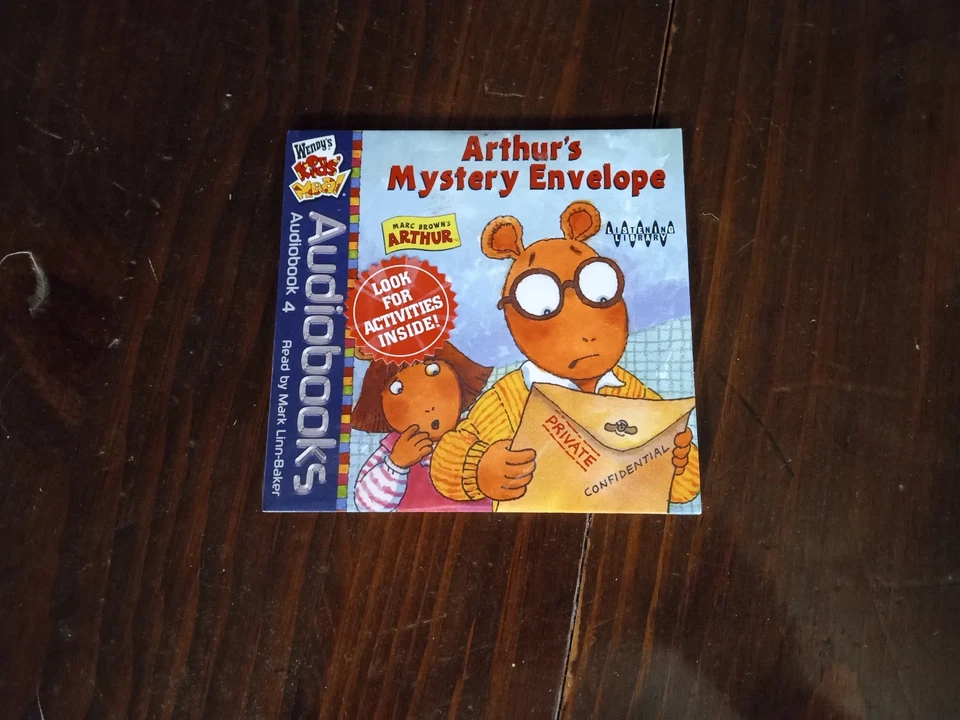 WENDY'S
KIDS'
MEAL!
Audiobooks
Audiobook 4
Read by Mark Linn-Baker
Arthur's
Mystery Envelope
MARC BROWN'S
ARTHUR™
LISTENING
LIBRARY
LOOK
FOR
ACTIVITIES
INSIDE!
PRIVATE
CONFIDENTIAL